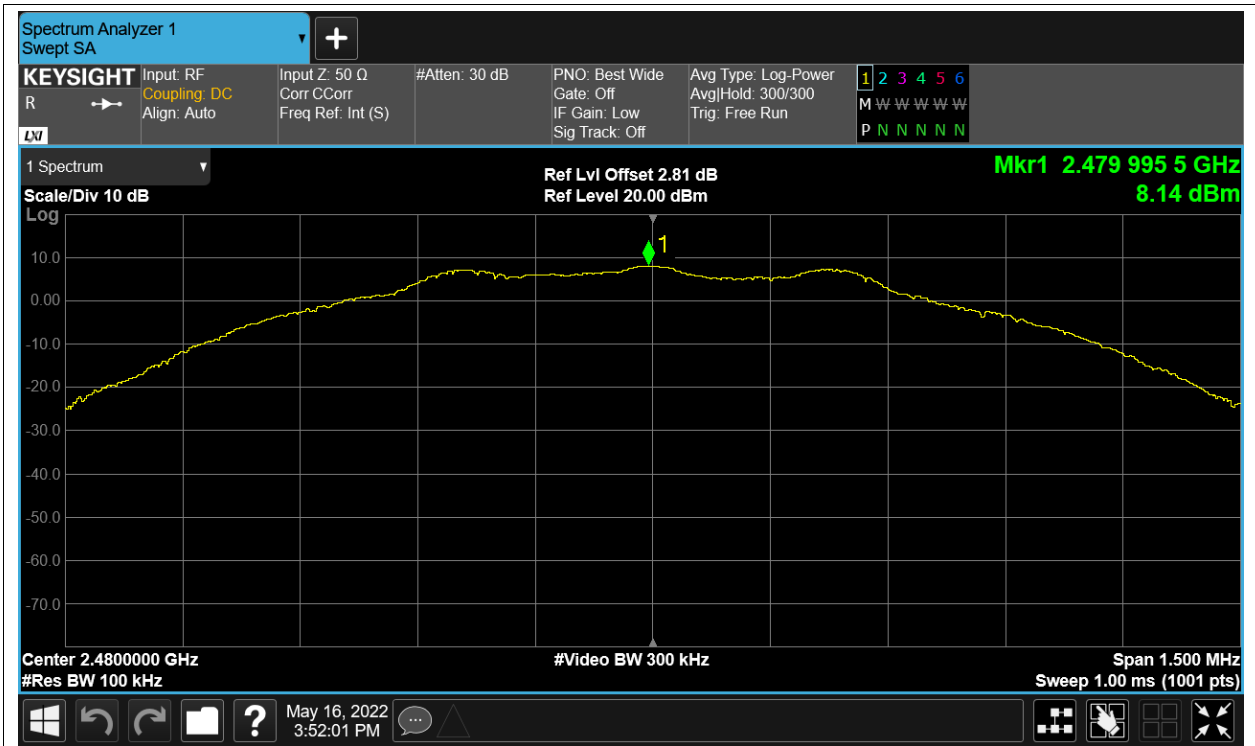 Spectrum Analyzer 1
Swept SA
KEYSIGHT
R
LXI
Input: RF
Coupling: DC
Align: Auto
Input Z: 50 Ω
Corr CCorr
Freq Ref: Int (S)
#Atten: 30 dB
PNO: Best Wide
Gate: Off
IF Gain: Low
Sig Track: Off
Avg Type: Log-Power
Avg|Hold: 300/300
Trig: Free Run
1 2 3 4 5 6
M W W W W W
P N N N N N
1 Spectrum
Scale/Div 10 dB
Log
Ref Lvl Offset 2.81 dB
Ref Level 20.00 dBm
Mkr1 2.479 995 5 GHz
8.14 dBm
1
10.0
0.00
-10.0
-20.0
-30.0
-40.0
-50.0
-60.0
-70.0
Center 2.4800000 GHz
#Res BW 100 kHz
#Video BW 300 kHz
Span 1.500 MHz
Sweep 1.00 ms (1001 pts)
?
May 16, 2022
3:52:01 PM